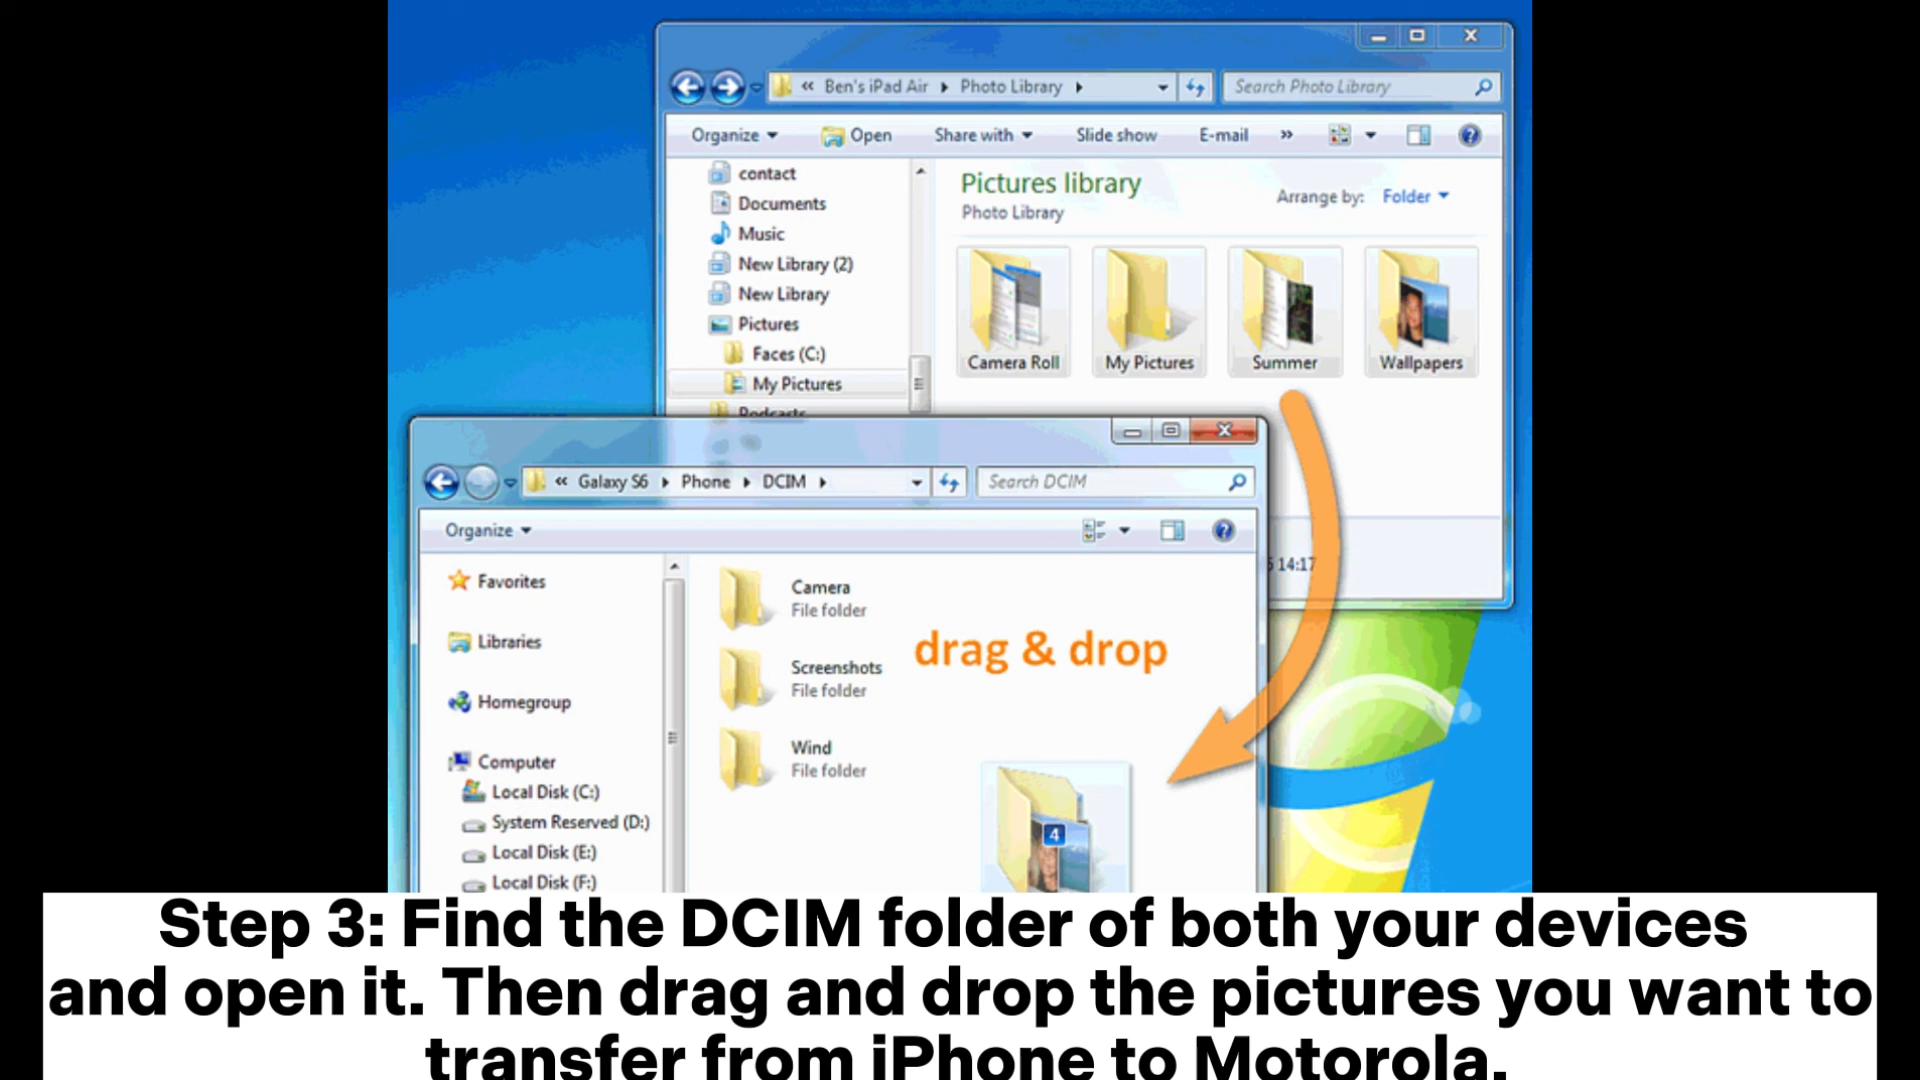 « Ben's iPad Air ▸ Photo Library ▸
Search Photo Library
Organize Open Share with Slide show E-mail »
contact
Documents
Music
New Library (2)
New Library
Pictures
Faces (C:)
My Pictures
Podcasts
Pictures library
Photo Library
Arrange by: Folder
Camera Roll
My Pictures
Summer
Wallpapers
14:17
« Galaxy S6 ▸ Phone ▸ DCIM ▸
Search DCIM
Organize
Favorites
Libraries
Homegroup
Computer
Local Disk (C:)
System Reserved (D:)
Local Disk (E:)
Local Disk (F:)
Camera
File folder
Screenshots
File folder
Wind
File folder
drag & drop
4
Step 3: Find the DCIM folder of both your devices
and open it. Then drag and drop the pictures you want to
transfer from iPhone to Motorola.